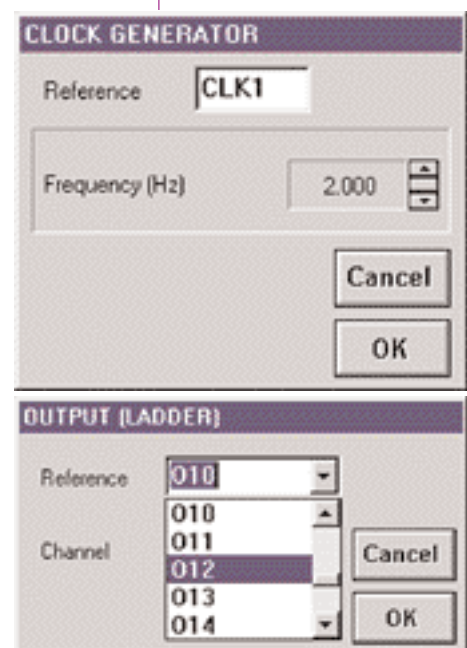 CLOCK GENERATOR
Reference CLK1
Frequency (Hz) 2.000
Cancel
OK
OUTPUT (LADDER)
Reference O10
O10
Channel O11 Cancel
O12
O13
O14 OK